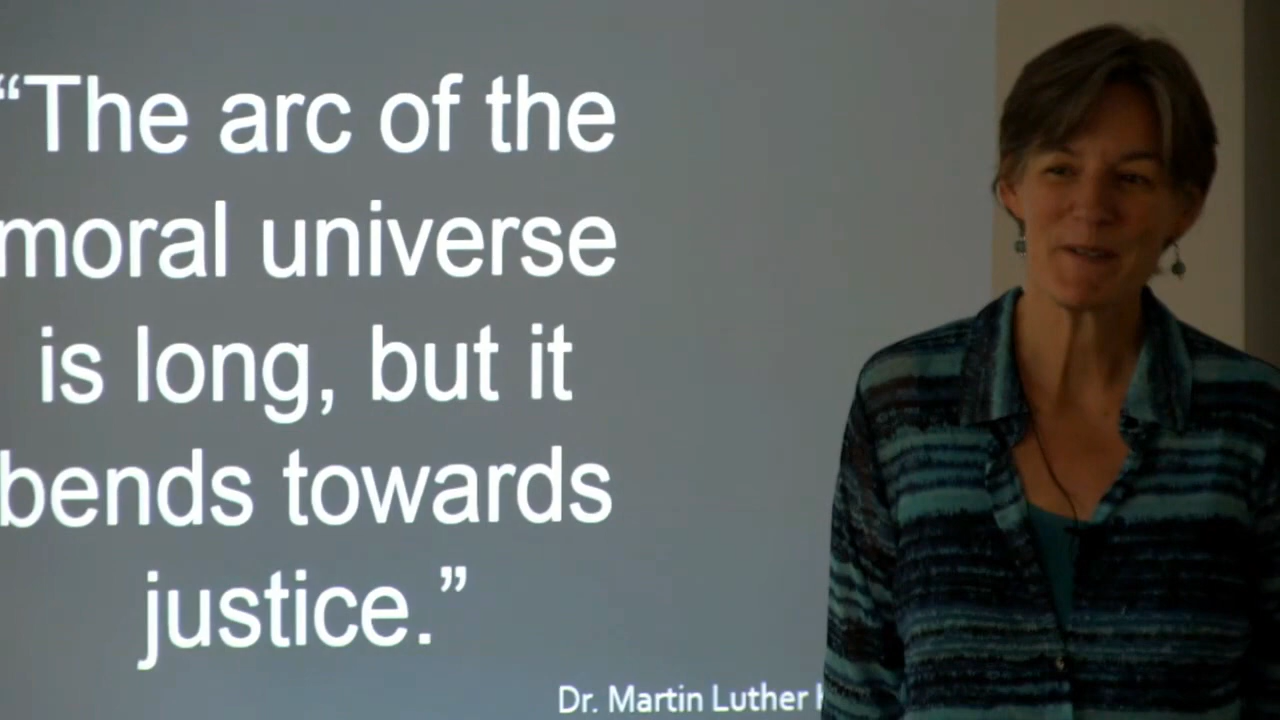 “The arc of the
moral universe
is long, but it
bends towards
justice.”
Dr. Martin Luther